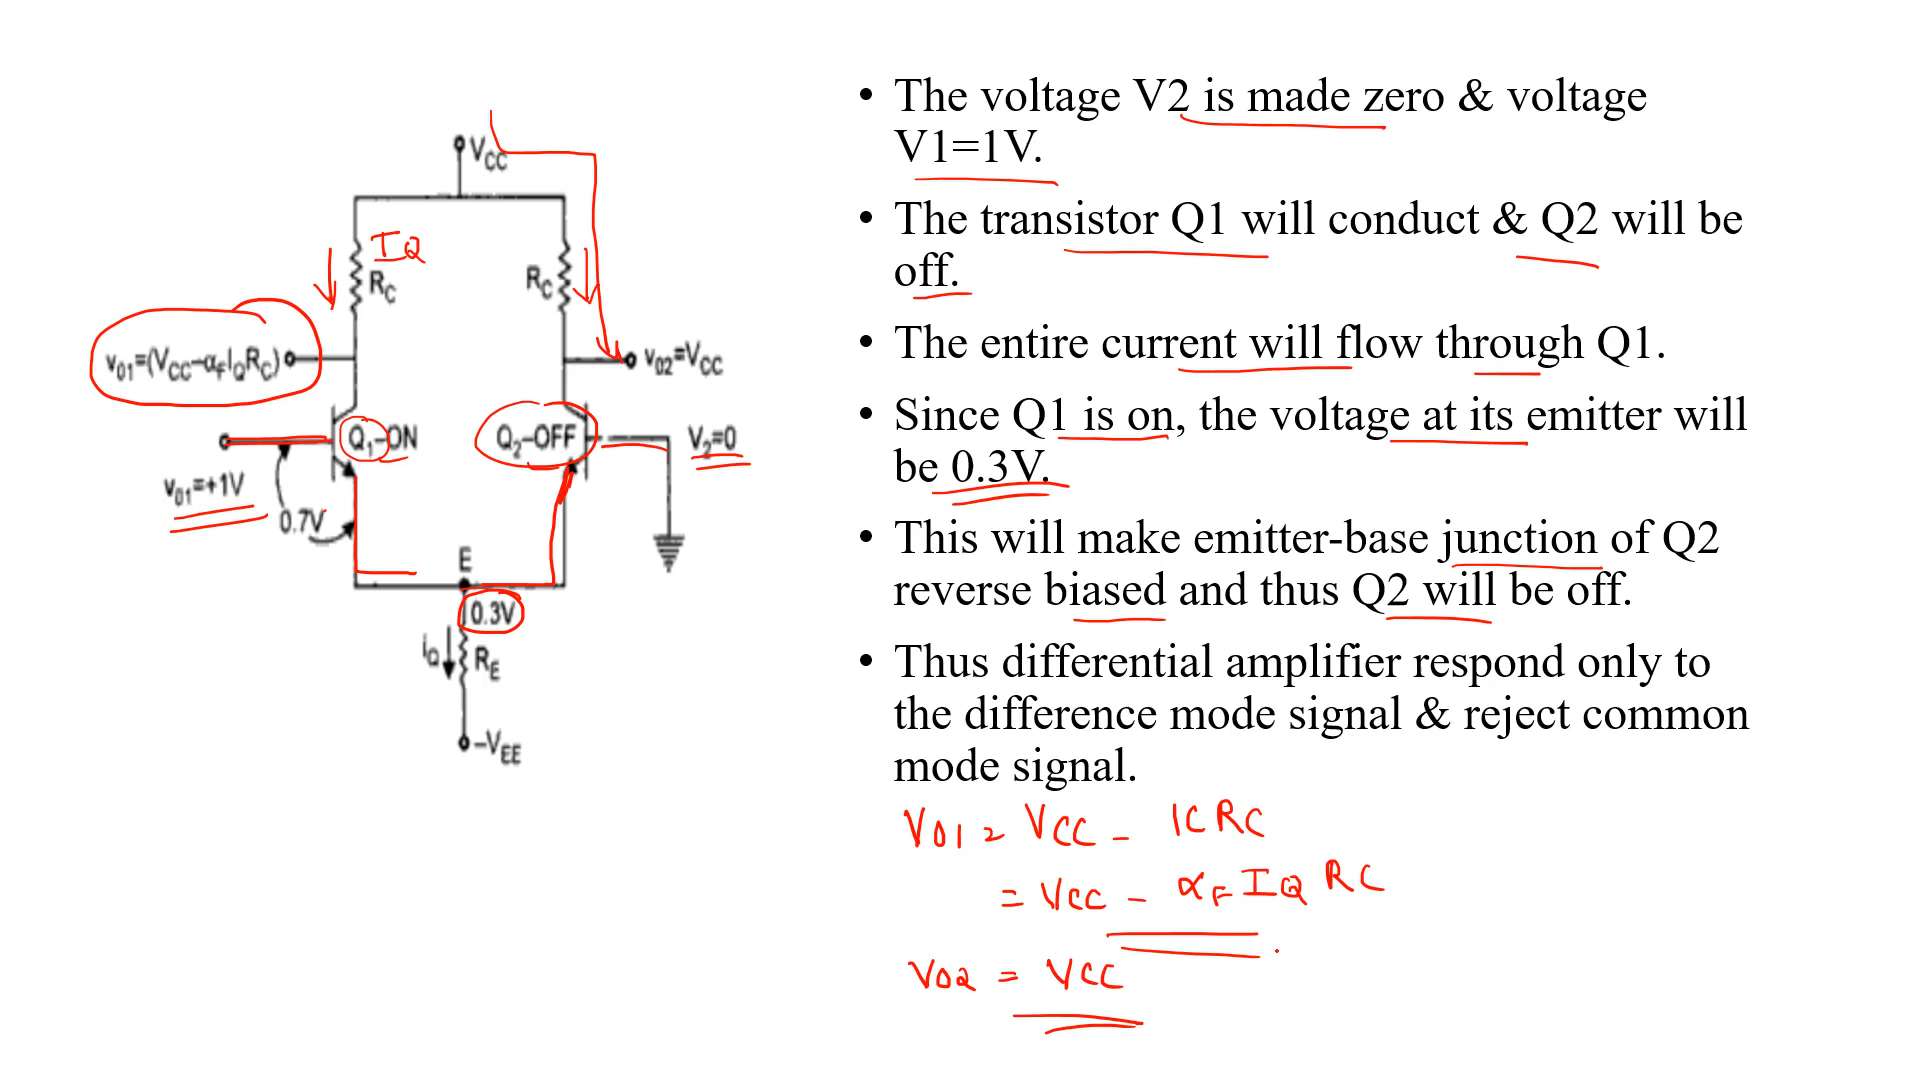 VCC
IQ
RC
RC
v01=(VCC-αFIQRC)
v02=VCC
Q1-ON
Q2-OFF
V2=0
v01=+1V
0.7V
E
0.3V
iQ
RE
-VEE
• The voltage V2 is made zero & voltage
V1=1V.
• The transistor Q1 will conduct & Q2 will be
off.
• The entire current will flow through Q1.
• Since Q1 is on, the voltage at its emitter will
be 0.3V.
• This will make emitter-base junction of Q2
reverse biased and thus Q2 will be off.
• Thus differential amplifier respond only to
the difference mode signal & reject common
mode signal.
V01 = VCC - ICRC
= VCC - αF IQ RC
V02 = VCC